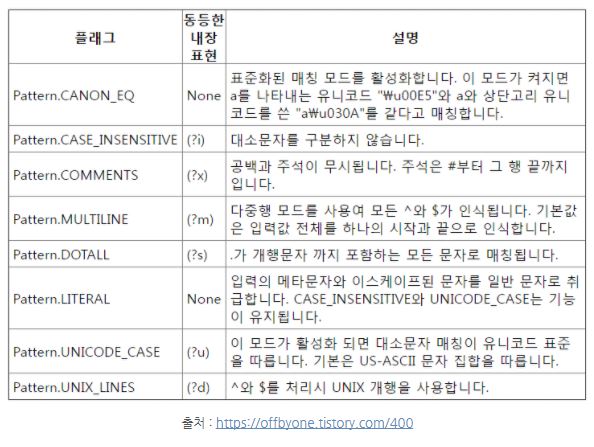 플래그
동등한
내장
표현
설명
Pattern.CANON_EQ
None
표준화된 매칭 모드를 활성화합니다. 이 모드가 켜지면
a를 나타내는 유니코드 "₩u00E5"와 a와 상단고리 유니
코드를 쓴 "a₩u030A"를 같다고 매칭합니다.
Pattern.CASE_INSENSITIVE
(?i)
대소문자를 구분하지 않습니다.
Pattern.COMMENTS
(?x)
공백과 주석이 무시됩니다. 주석은 #부터 그 행 끝까지
입니다.
Pattern.MULTILINE
(?m)
다중행 모드를 사용여 모든 ^와 $가 인식됩니다. 기본값
은 입력값 전체를 하나의 시작과 끝으로 인식합니다.
Pattern.DOTALL
(?s)
.가 개행문자 까지 포함하는 모든 문자로 매칭됩니다.
Pattern.LITERAL
None
입력의 메타문자와 이스케이프된 문자를 일반 문자로 취
급합니다. CASE_INSENSITIVE와 UNICODE_CASE는 기능
이 유지됩니다.
Pattern.UNICODE_CASE
(?u)
이 모드가 활성화 되면 대소문자 매칭이 유니코드 표준
을 따릅니다. 기본은 US-ASCII 문자 집합을 따릅니다.
Pattern.UNIX_LINES
(?d)
^와 $를 처리시 UNIX 개행을 사용합니다.
출처 : https://offbyone.tistory.com/400